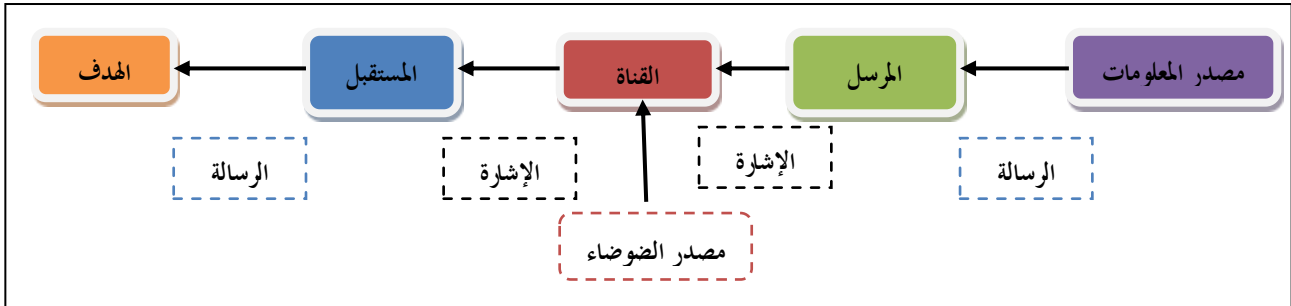 مصدر المعلومات
المرسل
القناة
المستقبل
الهدف
الرسالة
الإشارة
الإشارة
الرسالة
مصدر الضوضاء